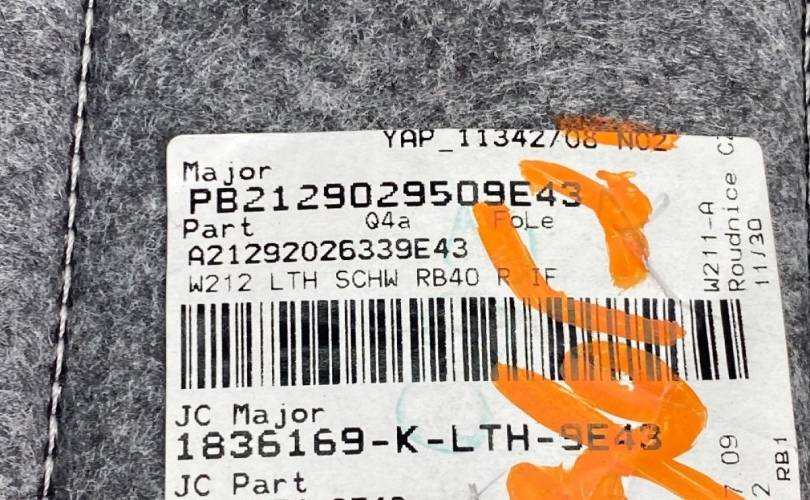 YAP_11342/08 N02
Major
PB2129029509E43
Part Q4a FoLe
A21292026339E43
W212 LTH SCHW RB40 R IF
JC Major
1836169-K-LTH-9E43
JC Part
W211-A
Roudnice
11/30
09
RB1